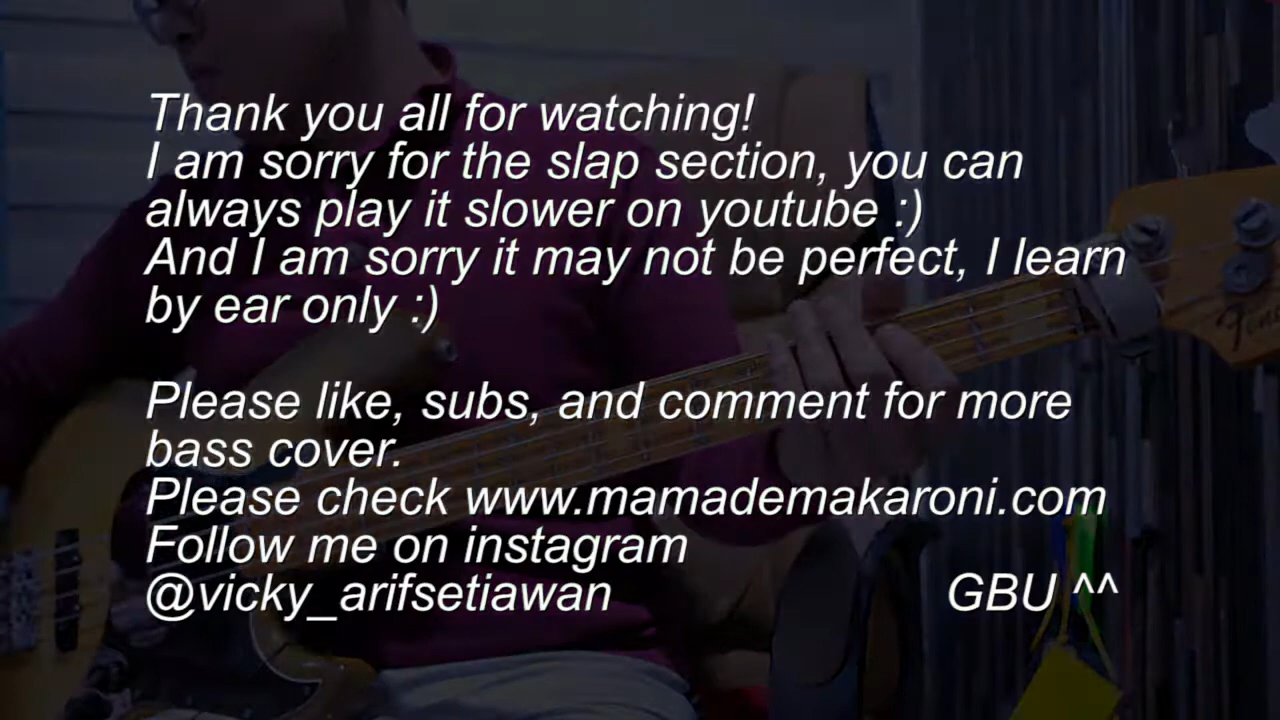 Thank you all for watching!
I am sorry for the slap section, you can
always play it slower on youtube :)
And I am sorry it may not be perfect, I learn
by ear only :)
Please like, subs, and comment for more
bass cover.
Please check www.mamademakaroni.com
Follow me on instagram
@vicky_arifsetiawan
GBU ^^